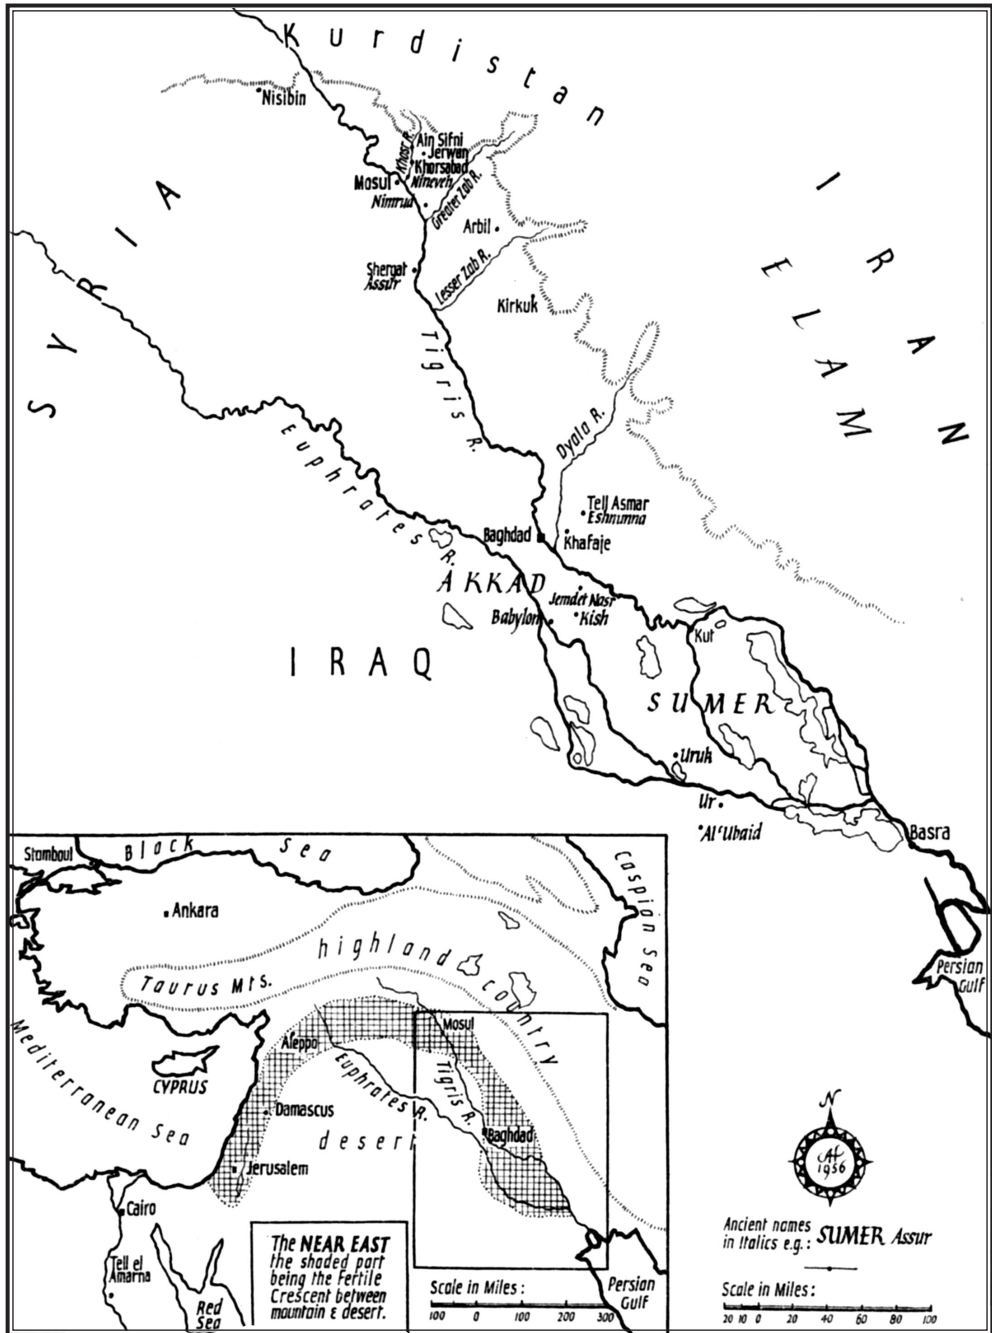 Kurdistan
Nisibin
Khosr R.
Ain Sifni
Jerwan
Khorsabad
Mosul
Nineveh
Nimrud
Greater Zab R.
Arbil
SYRIA
IRAN
ELAM
Shergat
Assur
Lesser Zab R.
Kirkuk
Tigris R.
Euphrates R.
Dyala R.
Tell Asmar
Eshnunna
Baghdad
Khafaje
AKKAD
Jemdet Nasr
Babylon
Kish
Kut
IRAQ
SUMER
Uruk
Ur
Al'Ubaid
Basra
Persian
Gulf
Stamboul
Black Sea
Caspian Sea
Ankara
highland country
Taurus Mts.
Mediterranean Sea
CYPRUS
Aleppo
Mosul
Euphrates R.
Tigris R.
Damascus
desert
Baghdad
Jerusalem
Cairo
Tell el
Amarna
Red
Sea
The NEAR EAST
the shaded part
being the Fertile
Crescent between
mountain & desert.
Scale in Miles:
100 0 100 200 300
Persian
Gulf
N
1956
Ancient names
in Italics e.g.: SUMER Assur
Scale in Miles:
20 10 0 20 40 60 80 100